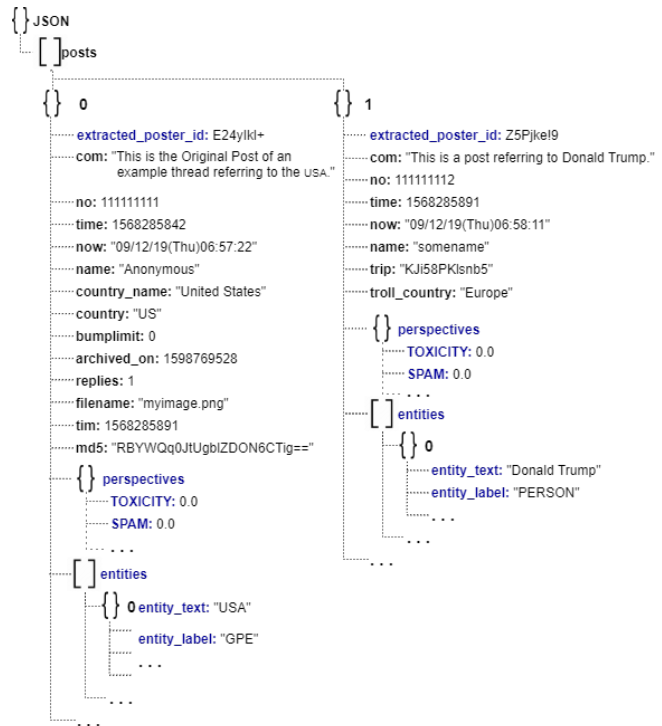 {} JSON
[] posts
{} 0
extracted_poster_id: E24ylkl+
com: "This is the Original Post of an
example thread referring to the USA."
no: 111111111
time: 1568285842
now: "09/12/19(Thu)06:57:22"
name: "Anonymous"
country_name: "United States"
country: "US"
bumplimit: 0
archived_on: 1598769528
replies: 1
filename: "myimage.png"
tim: 1568285891
md5: "RBYWQq0JtUgblZDON6CTig=="
{} perspectives
TOXICITY: 0.0
SPAM: 0.0
...
[] entities
{} 0 entity_text: "USA"
entity_label: "GPE"
...
...
...
{} 1
extracted_poster_id: Z5Pjke!9
com: "This is a post referring to Donald Trump."
no: 111111112
time: 1568285891
now: "09/12/19(Thu)06:58:11"
name: "somename"
trip: "KJi58PKlsnb5"
troll_country: "Europe"
{} perspectives
TOXICITY: 0.0
SPAM: 0.0
...
[] entities
{} 0
entity_text: "Donald Trump"
entity_label: "PERSON"
...
...
...